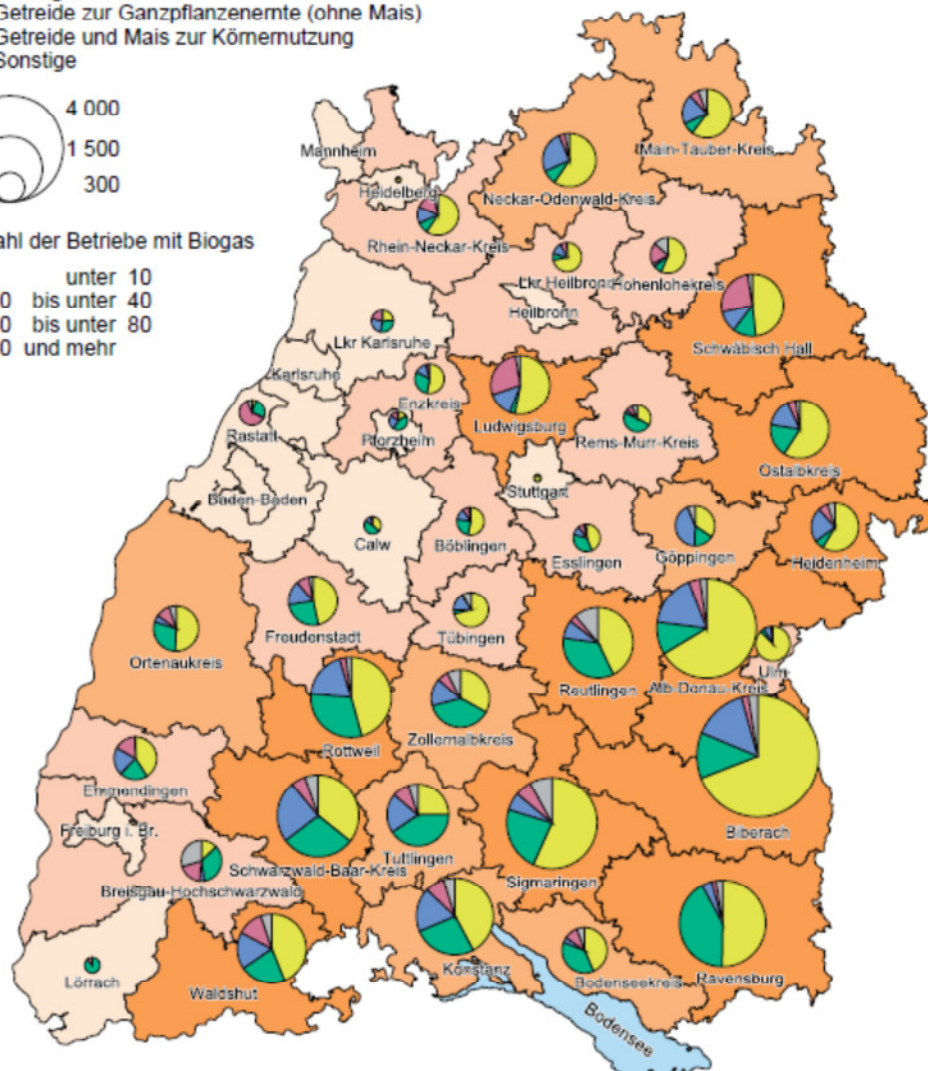 Getreide zur Ganzpflanzenernte (ohne Mais)
Getreide und Mais zur Körnernutzung
Sonstige
4 000
1 500
300
ahl der Betriebe mit Biogas
unter 10
0 bis unter 40
0 bis unter 80
0 und mehr
Main-Tauber-Kreis
Mannheim
Heidelberg
Neckar-Odenwald-Kreis
Rhein-Neckar-Kreis
Lkr Heilbronn
Hohenlohekreis
Heilbronn
Lkr Karlsruhe
Schwäbisch Hall
Karlsruhe
Enzkreis
Ludwigsburg
Rastatt
Pforzheim
Rems-Murr-Kreis
Ostalbkreis
Stuttgart
Baden-Baden
Calw
Böblingen
Esslingen
Göppingen
Heidenheim
Freudenstadt
Tübingen
Ortenaukreis
Reutlingen
Alb-Donau-Kreis
Ulm
Rottweil
Zollernalbkreis
Emmendingen
Freiburg i. Br.
Biberach
Tuttlingen
Schwarzwald-Baar-Kreis
Sigmaringen
Breisgau-Hochschwarzwald
Lörrach
Waldshut
Konstanz
Bodenseekreis
Ravensburg
Bodensee